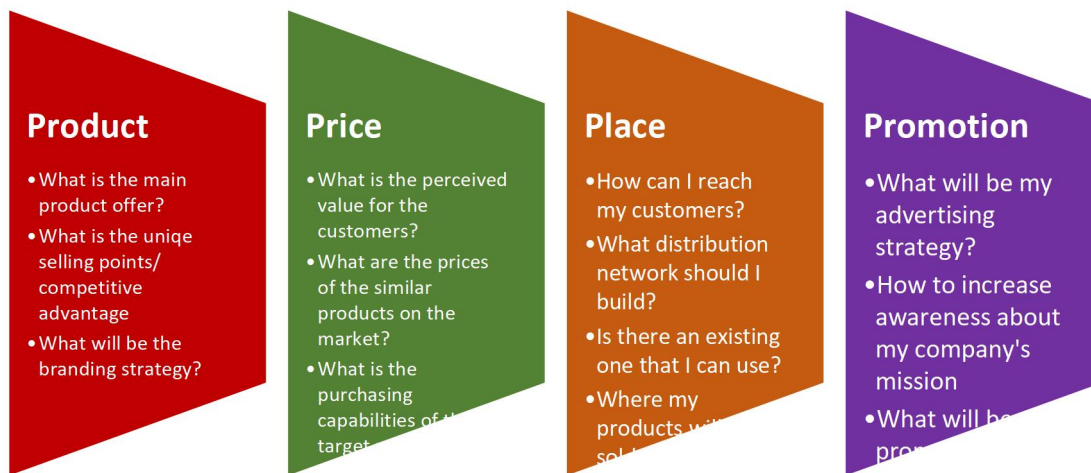 Product
•What is the main
product offer?
•What is the uniqe
selling points/
competitive
advantage
•What will be the
branding strategy?
Price
•What is the perceived
value for the
customers?
•What are the prices
of the similar
products on the
market?
•What is the
purchasing
capabilities of
target
Place
•How can I reach
my customers?
•What distribution
network should I
build?
•Is there an existing
one that I can use?
•Where my
products
Promotion
•What will be my
advertising
strategy?
•How to increase
awareness about
my company's
mission
•What will be